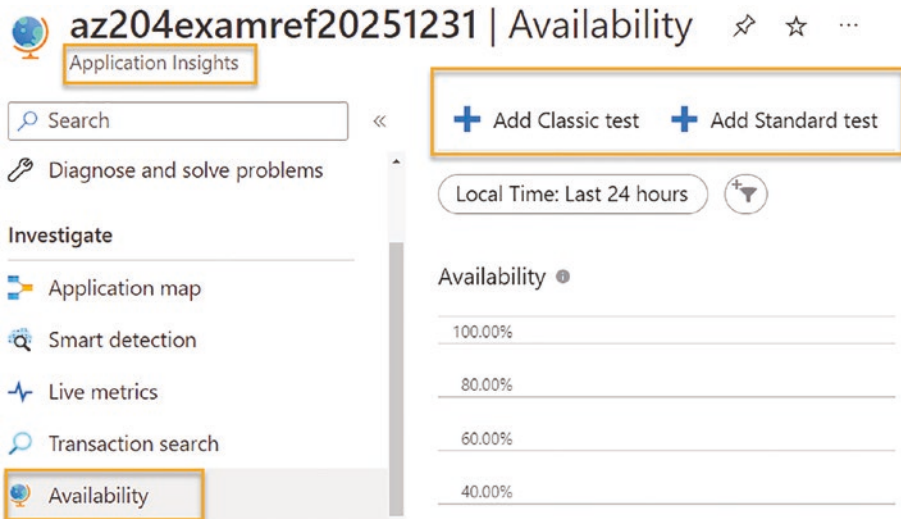 az204examref20251231 | Availability
Application Insights
Search
Diagnose and solve problems
Investigate
Application map
Smart detection
Live metrics
Transaction search
Availability
Add Classic test
Add Standard test
Local Time: Last 24 hours
Availability
100.00%
80.00%
60.00%
40.00%